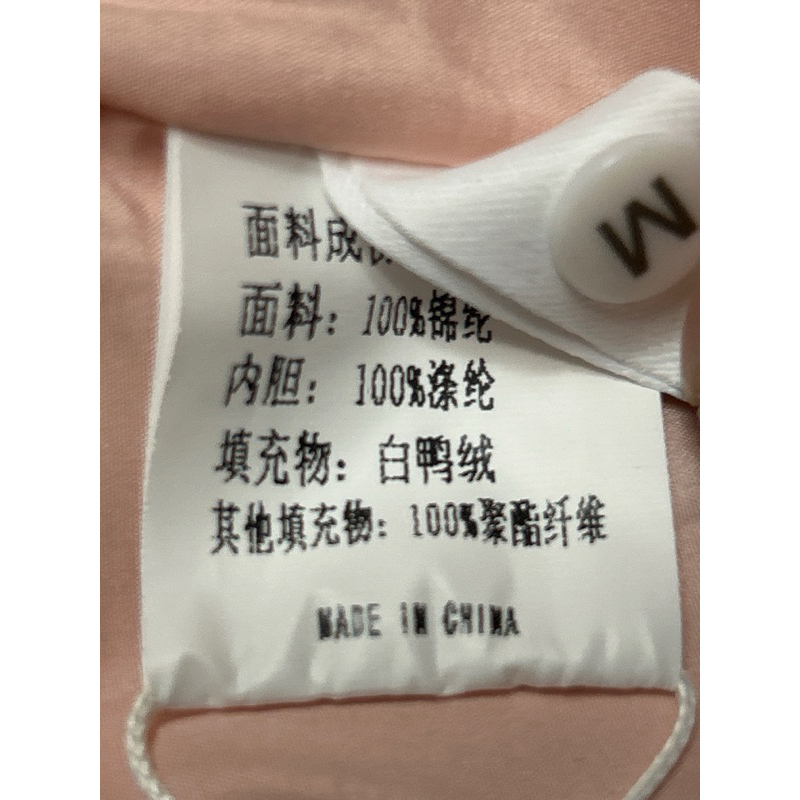 面料成
面料：100%锦纶
内胆：100%涤纶
填充物：白鸭绒
其他填充物：100%聚酯纤维
MADE IN CHINA
M